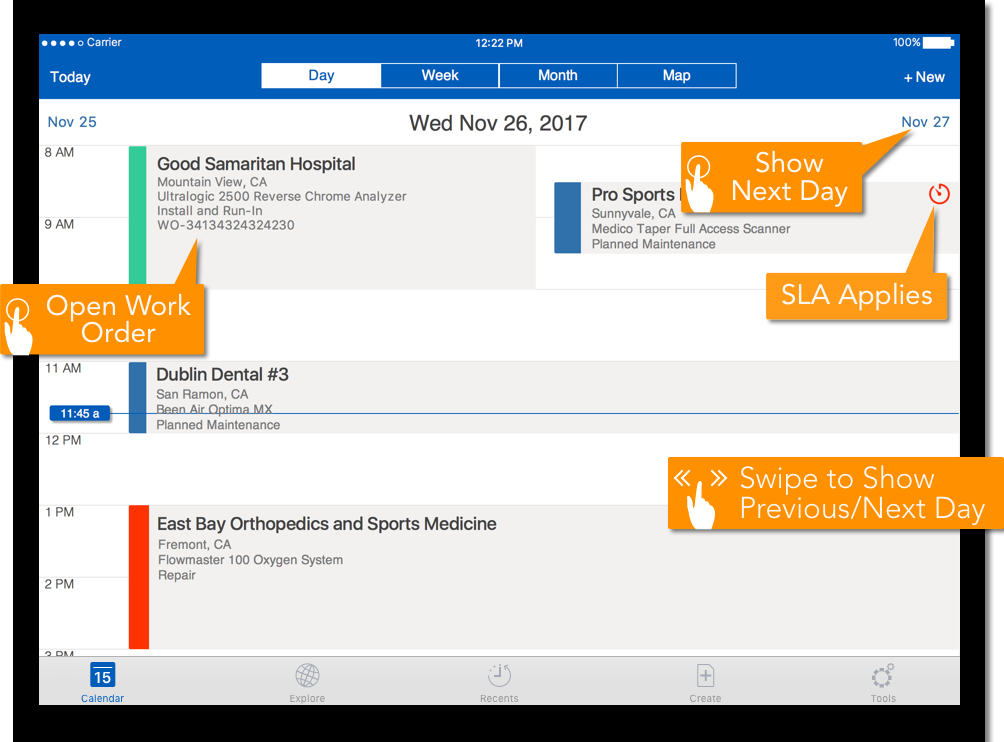 Carrier
12:22 PM
100%
Today
Day
Week
Month
Map
+ New
Nov 25
Wed Nov 26, 2017
Nov 27
8 AM
Good Samaritan Hospital
Mountain View, CA
Ultralogic 2500 Reverse Chrome Analyzer
Install and Run-In
WO-34134324324230
Show
Next Day
Pro Sports
Sunnyvale, CA
Medico Taper Full Access Scanner
Planned Maintenance
9 AM
SLA Applies
Open Work
Order
11 AM
Dublin Dental #3
San Ramon, CA
Been Air Optima MX
Planned Maintenance
11:45 a
12 PM
Swipe to Show
Previous/Next Day
1 PM
East Bay Orthopedics and Sports Medicine
Fremont, CA
Flowmaster 100 Oxygen System
Repair
2 PM
3 PM
15
Calendar
Explore
Recents
Create
Tools